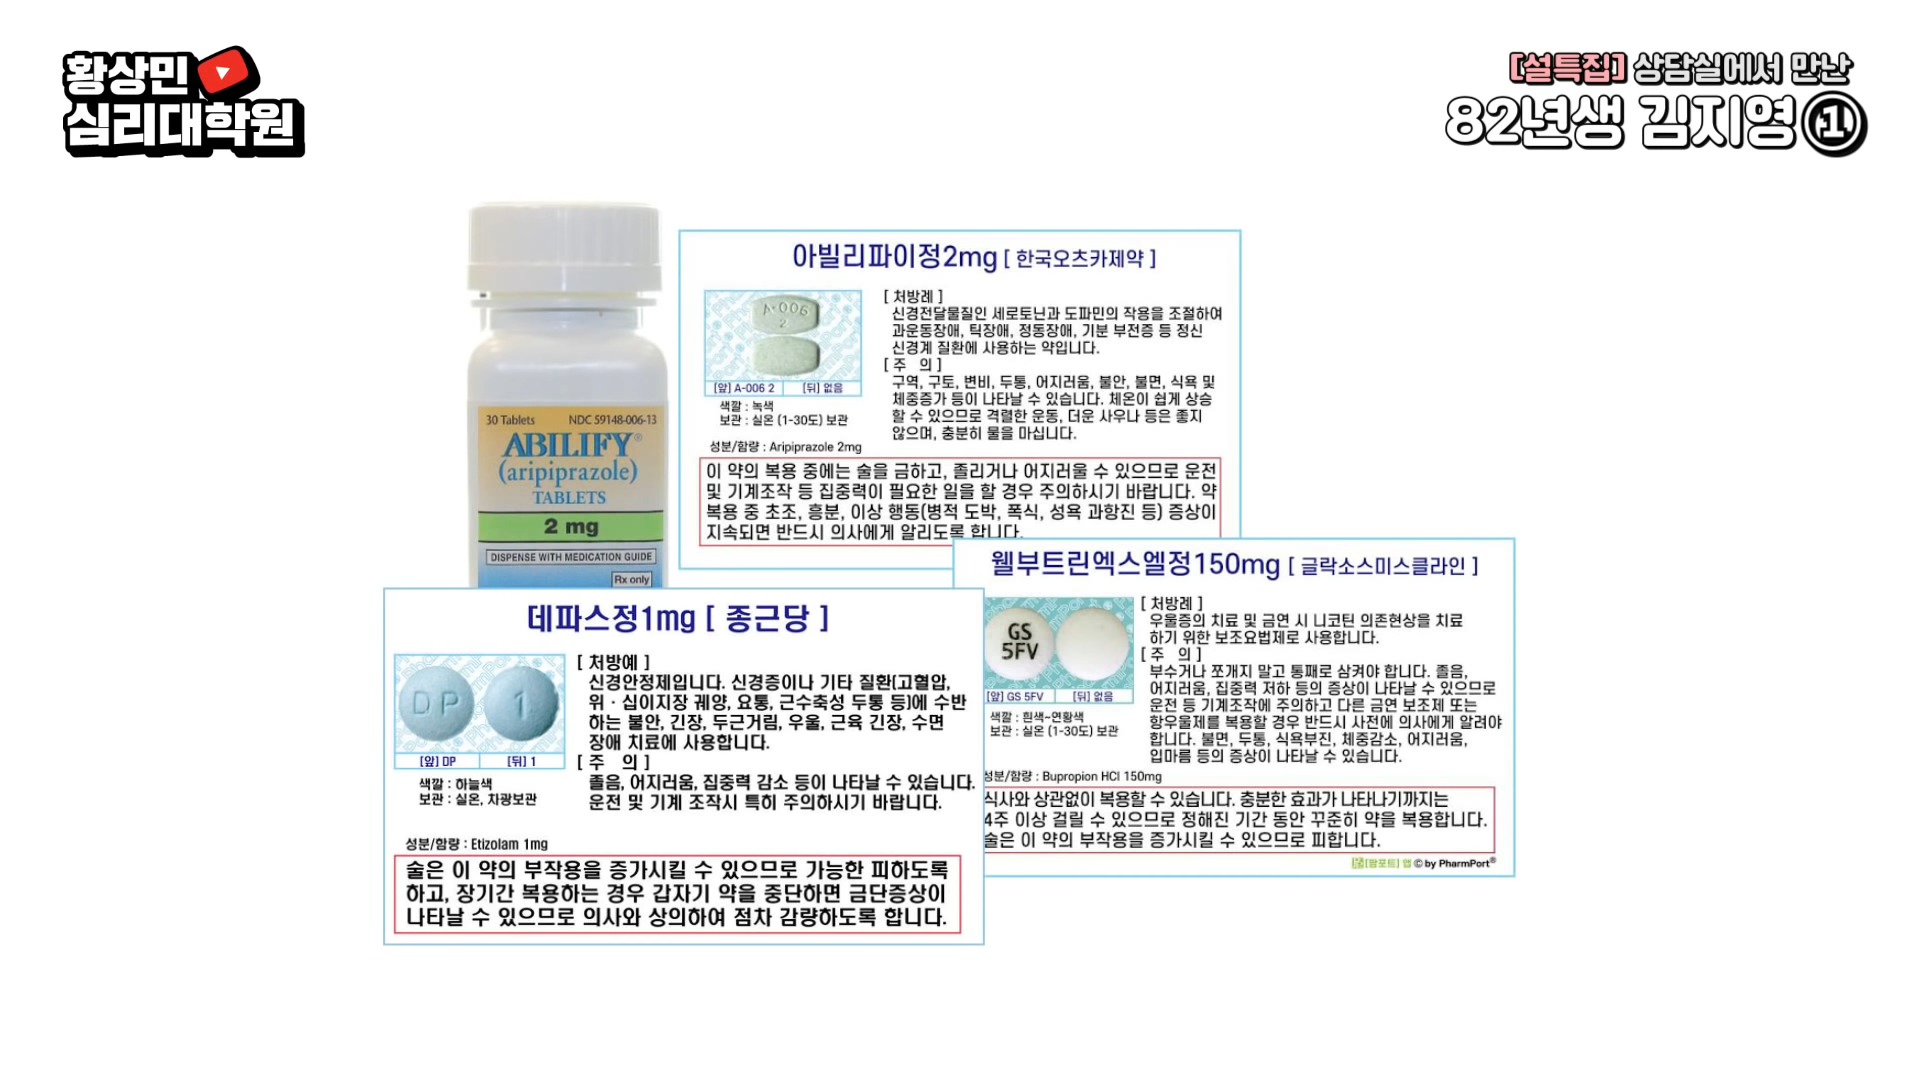 황상민
심리대학원
[설특집] 상담실에서 만난
82년생 김지영 1
30 Tablets NDC 59148-006-13
ABILIFY®
(aripiprazole)
TABLETS
2 mg
DISPENSE WITH MEDICATION GUIDE
Rx only
아빌리파이정2mg [ 한국오츠카제약 ]
A-006
2
[앞] A-006 2 [뒤] 없음
색깔 : 녹색
보관 : 실온 (1-30도) 보관
성분/함량 : Aripiprazole 2mg
[ 처방례 ]
신경전달물질인 세로토닌과 도파민의 작용을 조절하여
과운동장애, 틱장애, 정동장애, 기분 부전증 등 정신
신경계 질환에 사용하는 약입니다.
[ 주 의 ]
구역, 구토, 변비, 두통, 어지러움, 불안, 불면, 식욕 및
체중증가 등이 나타날 수 있습니다. 체온이 쉽게 상승
할 수 있으므로 격렬한 운동, 더운 사우나 등은 좋지
않으며, 충분히 물을 마십니다.
이 약의 복용 중에는 술을 금하고, 졸리거나 어지러울 수 있으므로 운전
및 기계조작 등 집중력이 필요한 일을 할 경우 주의하시기 바랍니다. 약
복용 중 초조, 흥분, 이상 행동(병적 도박, 폭식, 성욕 과항진 등) 증상이
지속되면 반드시 의사에게 알리도록 합니다.
웰부트린엑스엘정150mg [ 글락소스미스클라인 ]
GS
5FV
[앞] GS 5FV [뒤] 없음
색깔 : 흰색~연황색
보관 : 실온 (1-30도) 보관
성분/함량 : Bupropion HCl 150mg
[ 처방례 ]
우울증의 치료 및 금연 시 니코틴 의존현상을 치료
하기 위한 보조요법제로 사용합니다.
[ 주 의 ]
부수거나 쪼개지 말고 통째로 삼켜야 합니다. 졸음,
어지러움, 집중력 저하 등의 증상이 나타날 수 있으므로
운전 등 기계조작에 주의하고 다른 금연 보조제 또는
항우울제를 복용할 경우 반드시 사전에 의사에게 알려야
합니다. 불면, 두통, 식욕부진, 체중감소, 어지러움,
입마름 등의 증상이 나타날 수 있습니다.
식사와 상관없이 복용할 수 있습니다. 충분한 효과가 나타나기까지는
4주 이상 걸릴 수 있으므로 정해진 기간 동안 꾸준히 약을 복용합니다.
술은 이 약의 부작용을 증가시킬 수 있으므로 피합니다.
[팜포트] 앱 © by PharmPort®
데파스정1mg [ 종근당 ]
DP 1
[앞] DP [뒤] 1
색깔 : 하늘색
보관 : 실온, 차광보관
성분/함량 : Etizolam 1mg
[ 처방예 ]
신경안정제입니다. 신경증이나 기타 질환(고혈압,
위ㆍ십이지장 궤양, 요통, 근수축성 두통 등)에 수반
하는 불안, 긴장, 두근거림, 우울, 근육 긴장, 수면
장애 치료에 사용합니다.
[ 주 의 ]
졸음, 어지러움, 집중력 감소 등이 나타날 수 있습니다.
운전 및 기계 조작시 특히 주의하시기 바랍니다.
술은 이 약의 부작용을 증가시킬 수 있으므로 가능한 피하도록
하고, 장기간 복용하는 경우 갑자기 약을 중단하면 금단증상이
나타날 수 있으므로 의사와 상의하여 점차 감량하도록 합니다.